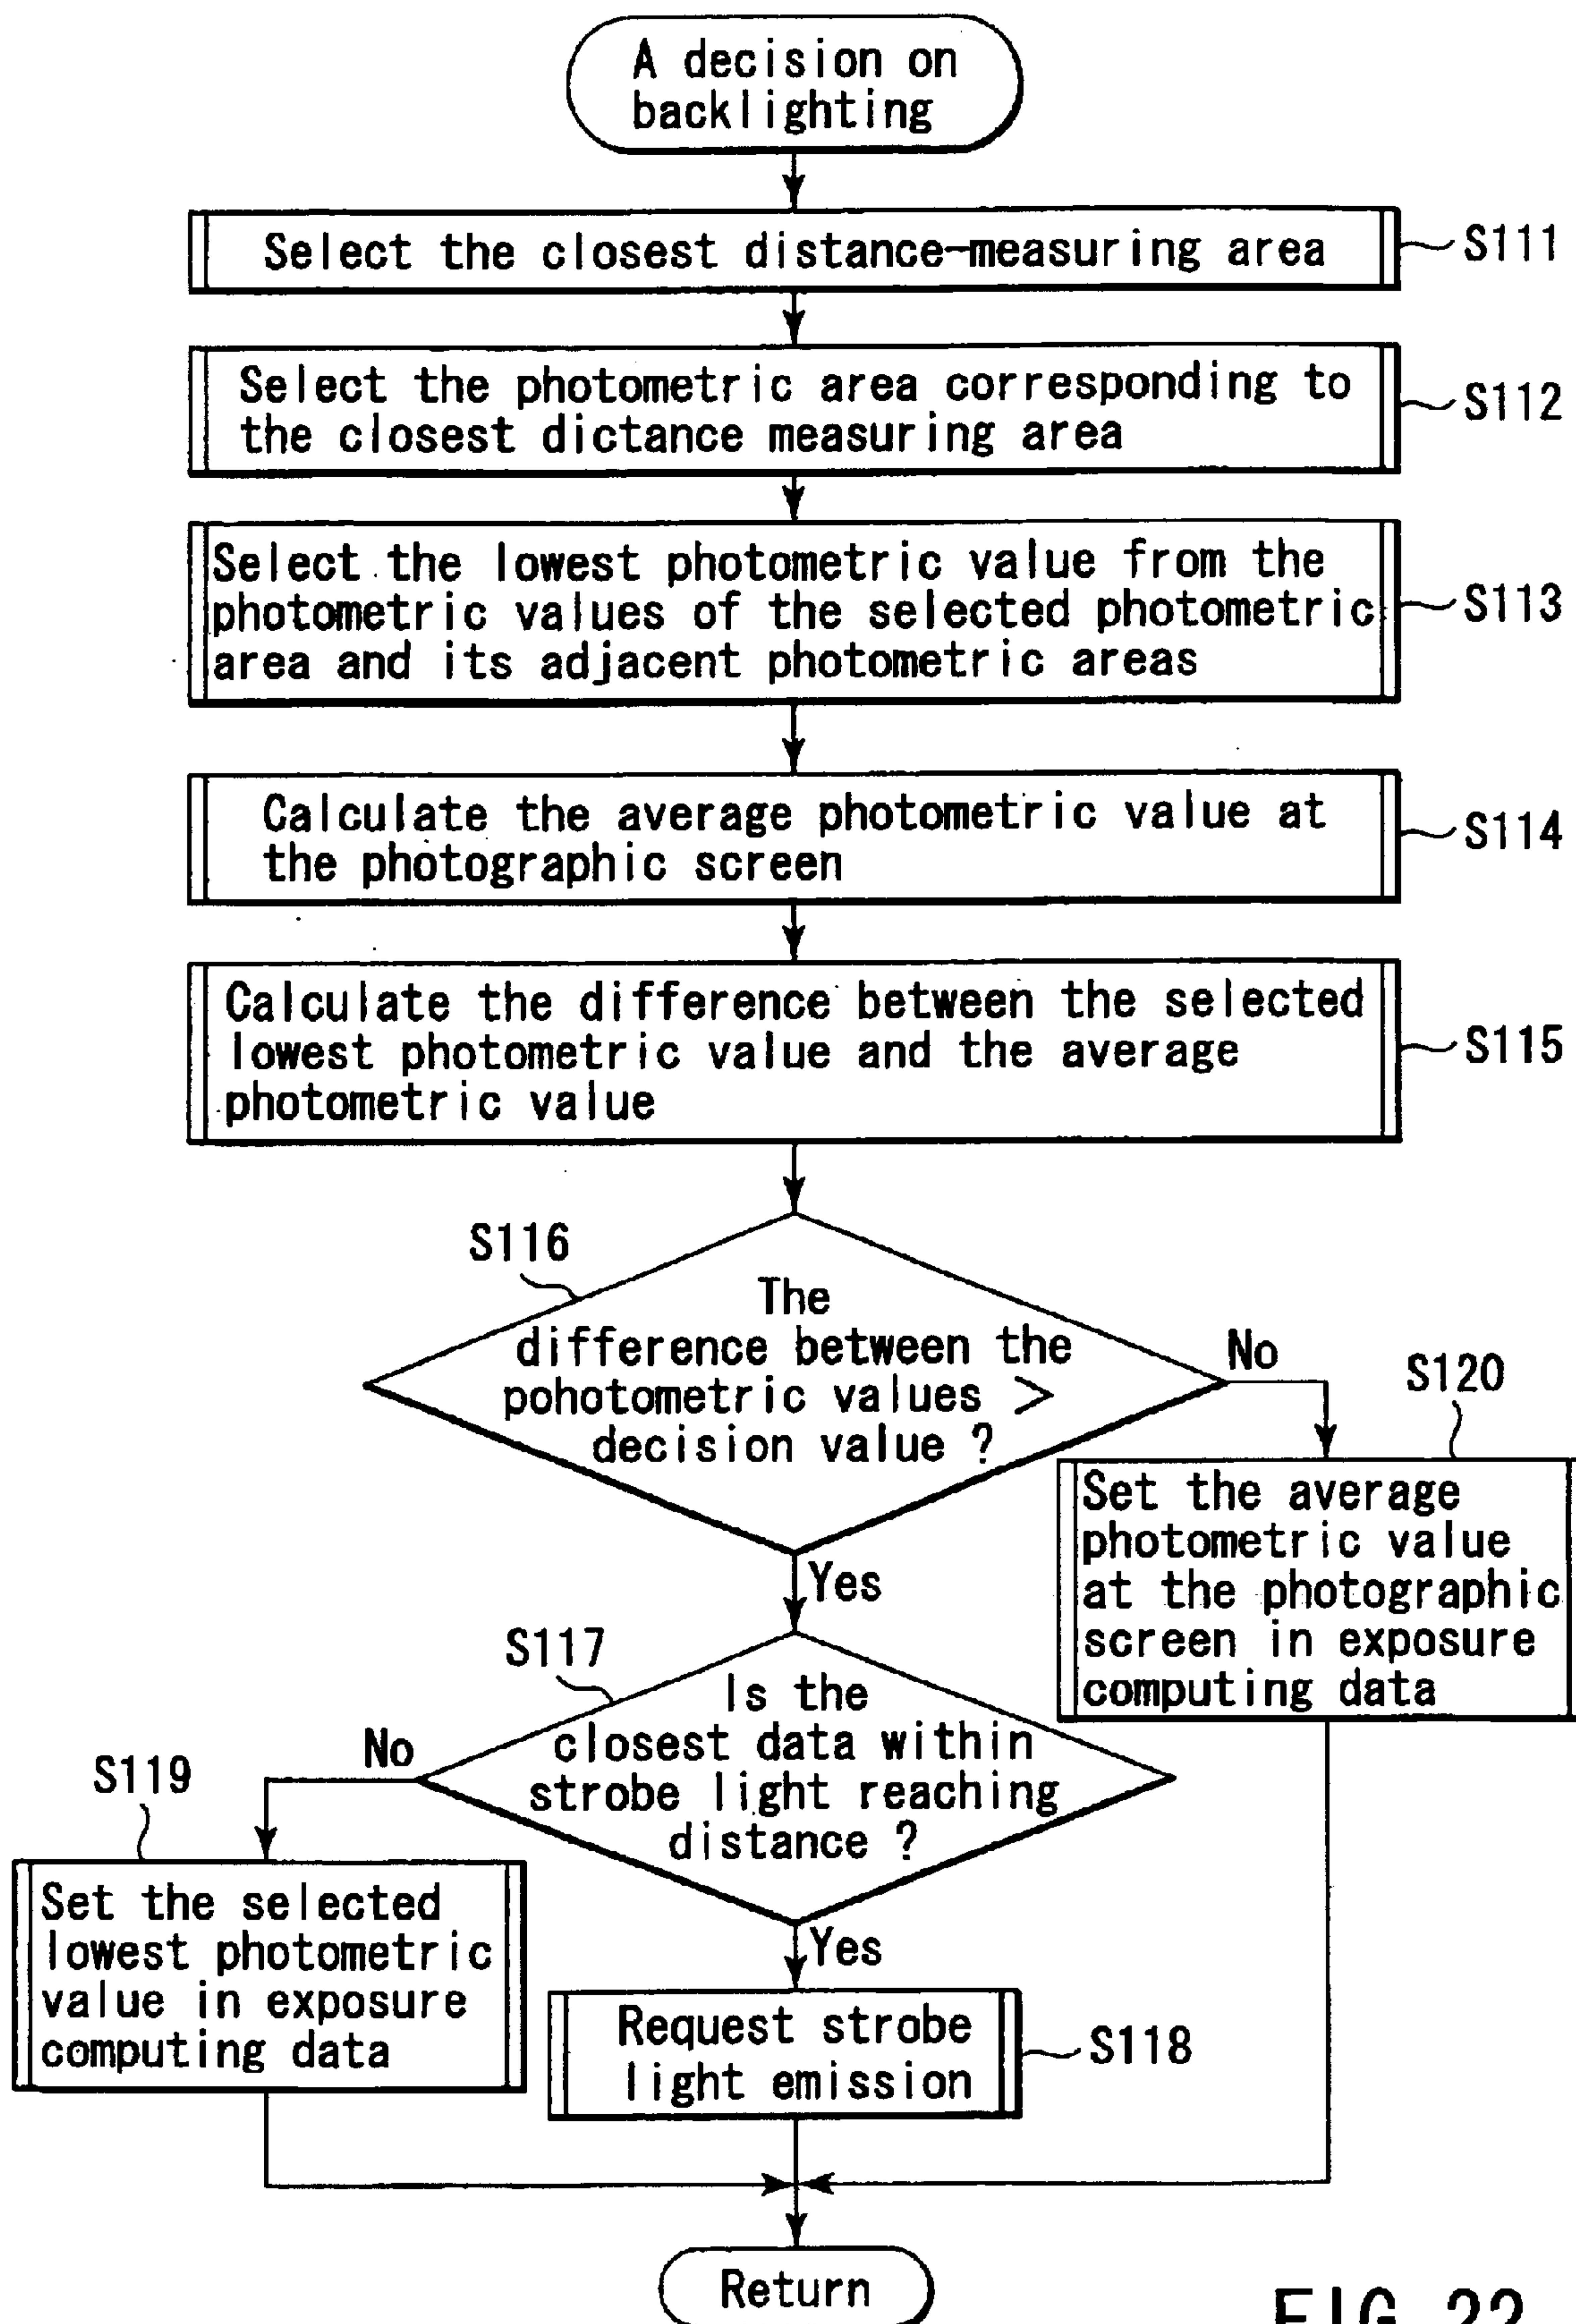 A decision on
backlighting
Select the closest distance-measuring area
S111
Select the photometric area corresponding to
the closest dictance measuring area
S112
Select the lowest photometric value from the
photometric values of the selected photometric
area and its adjacent photometric areas
S113
Calculate the average photometric value at
the photographic screen
S114
Calculate the difference between the selected
lowest photometric value and the average
photometric value
S115
S116
The
difference between the
pohotometric values >
decision value ?
No
S120
Set the average
photometric value
at the photographic
screen in exposure
computing data
Yes
S117
Is the
closest data within
strobe light reaching
distance ?
No
S119
Set the selected
lowest photometric
value in exposure
computing data
Yes
Request strobe
light emission
S118
Return
FIG. 22